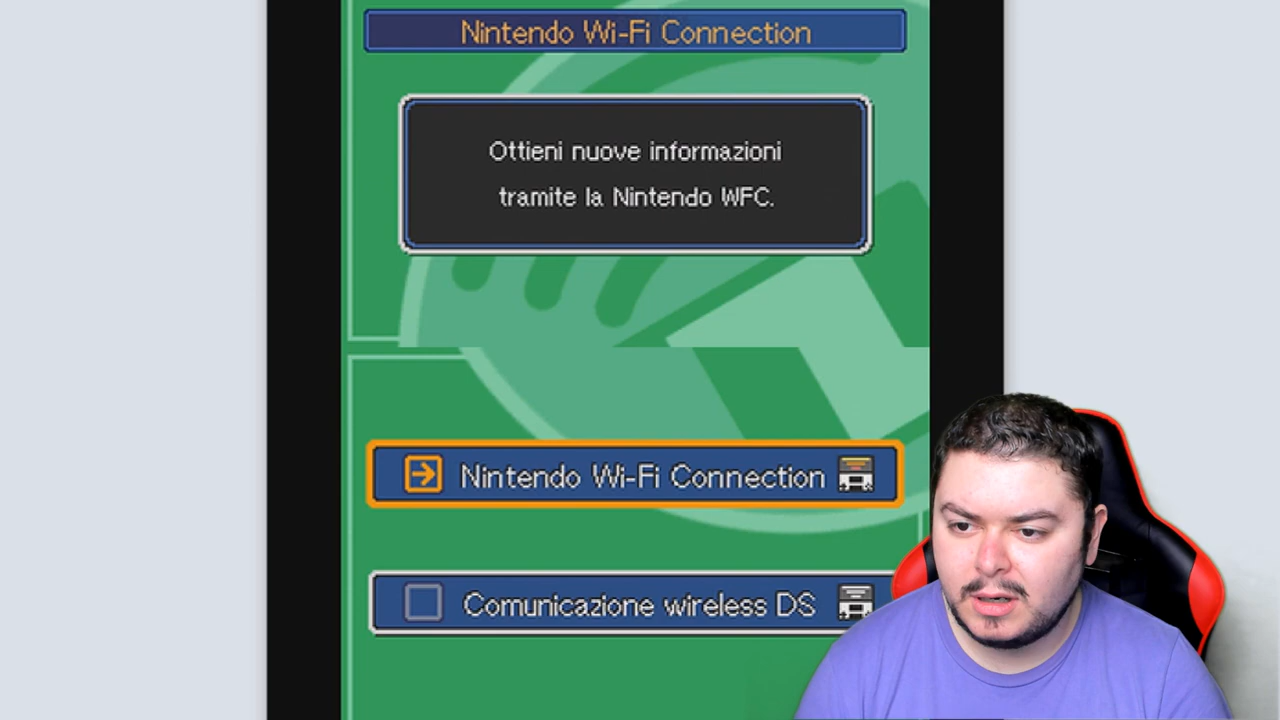 Nintendo Wi-Fi Connection
Ottieni nuove informazioni
tramite la Nintendo WFC.
Nintendo Wi-Fi Connection
Comunicazione wireless DS